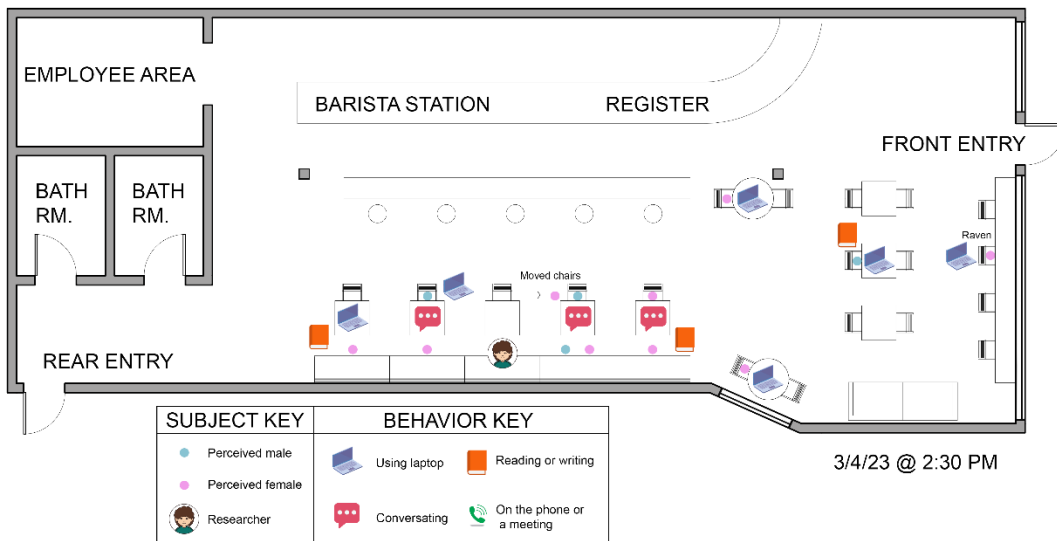 EMPLOYEE AREA
BARISTA STATION
REGISTER
FRONT ENTRY
BATH
RM.
BATH
RM.
Raven
Moved chairs
REAR ENTRY
SUBJECT KEY
Perceived male
Perceived female
Researcher
BEHAVIOR KEY
Using laptop
Reading or writing
Conversating
On the phone or
a meeting
3/4/23 @ 2:30 PM